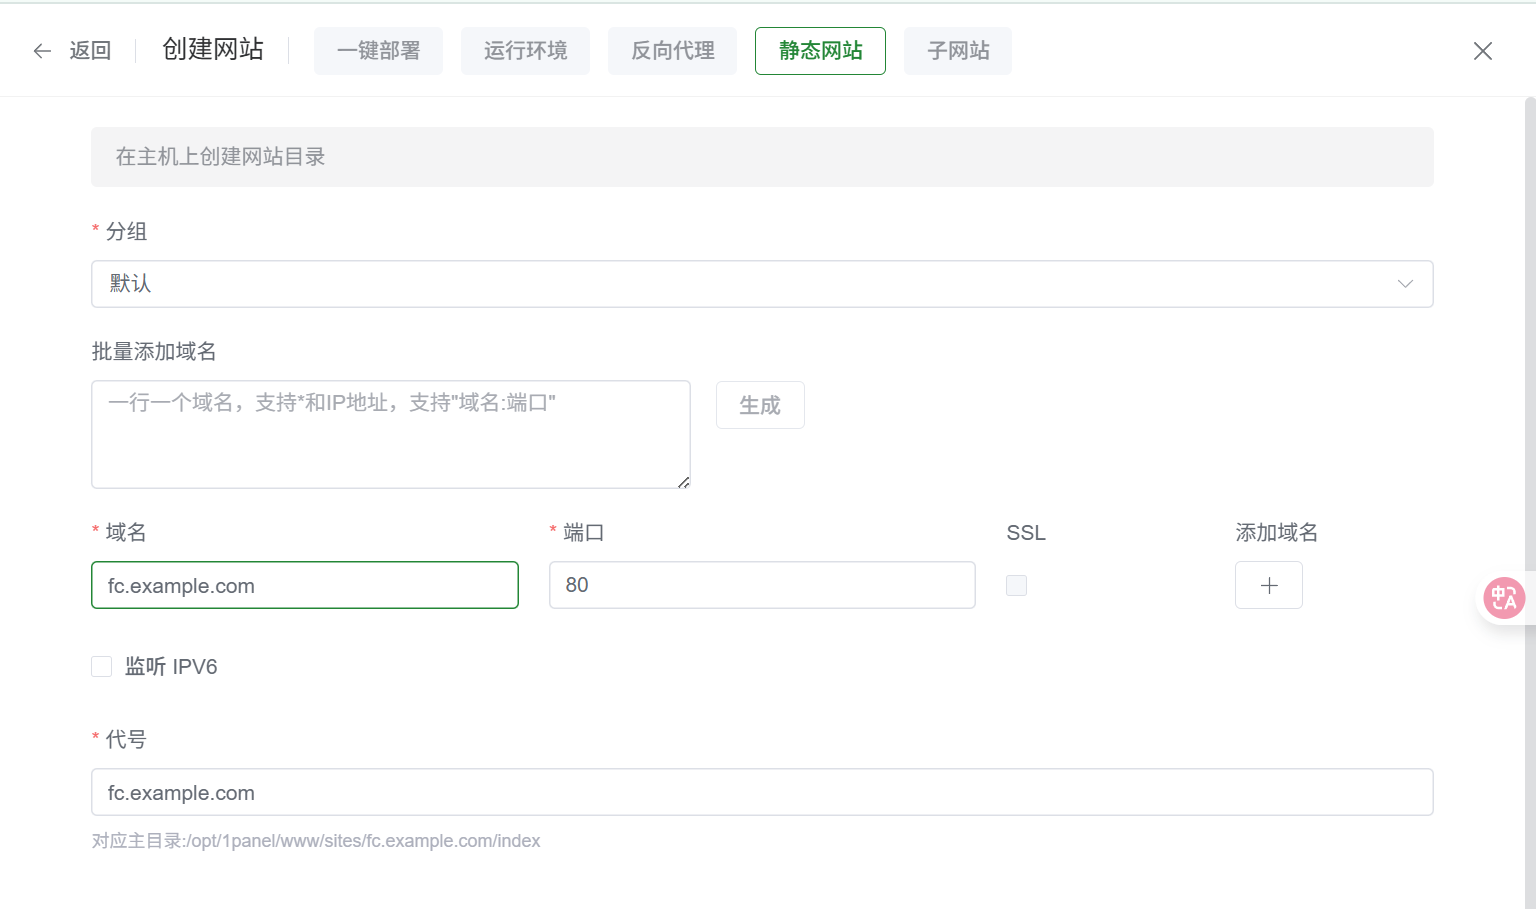 返回
创建网站
一键部署
运行环境
反向代理
静态网站
子网站
在主机上创建网站目录
* 分组
默认
批量添加域名
一行一个域名，支持*和IP地址，支持"域名:端口"
生成
* 域名
* 端口
SSL
添加域名
fc.example.com
80
监听 IPV6
* 代号
fc.example.com
对应主目录:/opt/1panel/www/sites/fc.example.com/index
中A